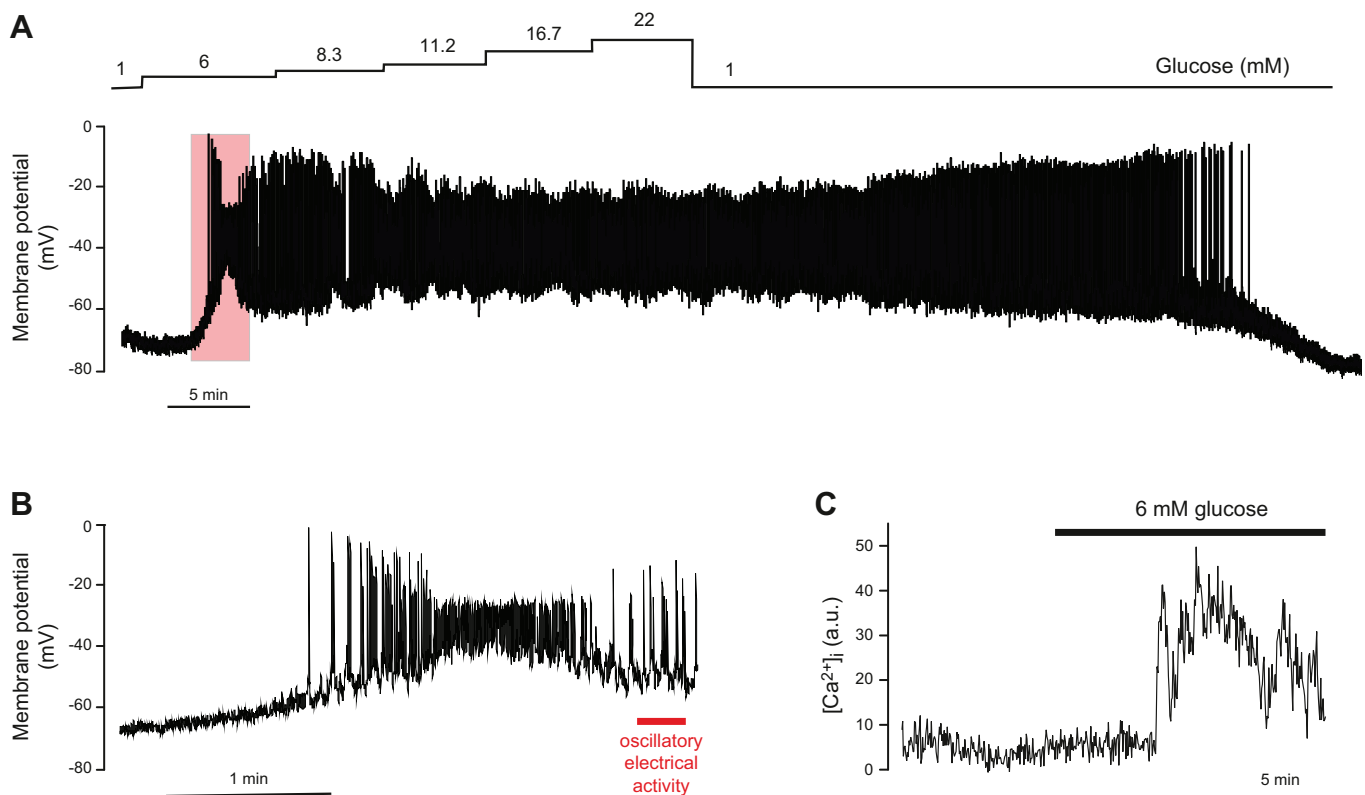 A
1
6
8.3
11.2
16.7
22
1
Glucose (mM)
Membrane potential
(mV)
0
-20
-40
-60
-80
5 min
B
Membrane potential
(mV)
0
-20
-40
-60
-80
1 min
oscillatory
electrical
activity
C
6 mM glucose
[Ca²⁺]i (a.u.)
50
40
30
20
10
0
5 min